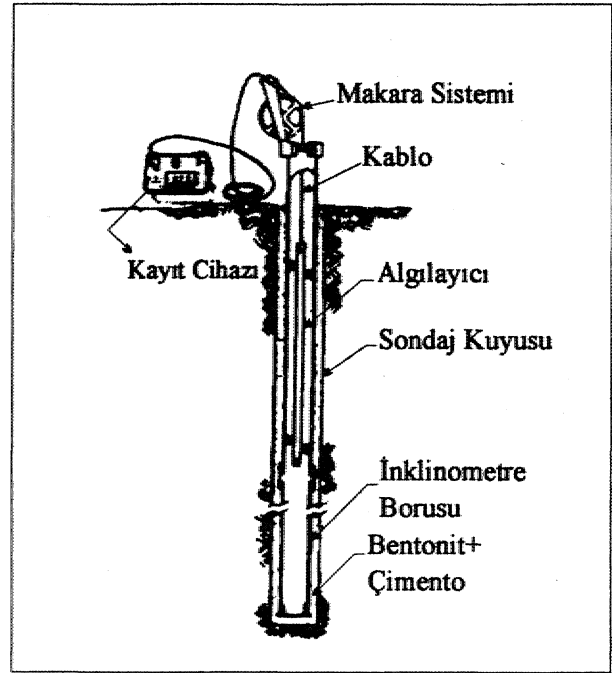 Makara Sistemi
Kablo
Kayıt Cihazı
Algılayıcı
Sondaj Kuyusu
İnklinometre
Borusu
Bentonit+
Çimento